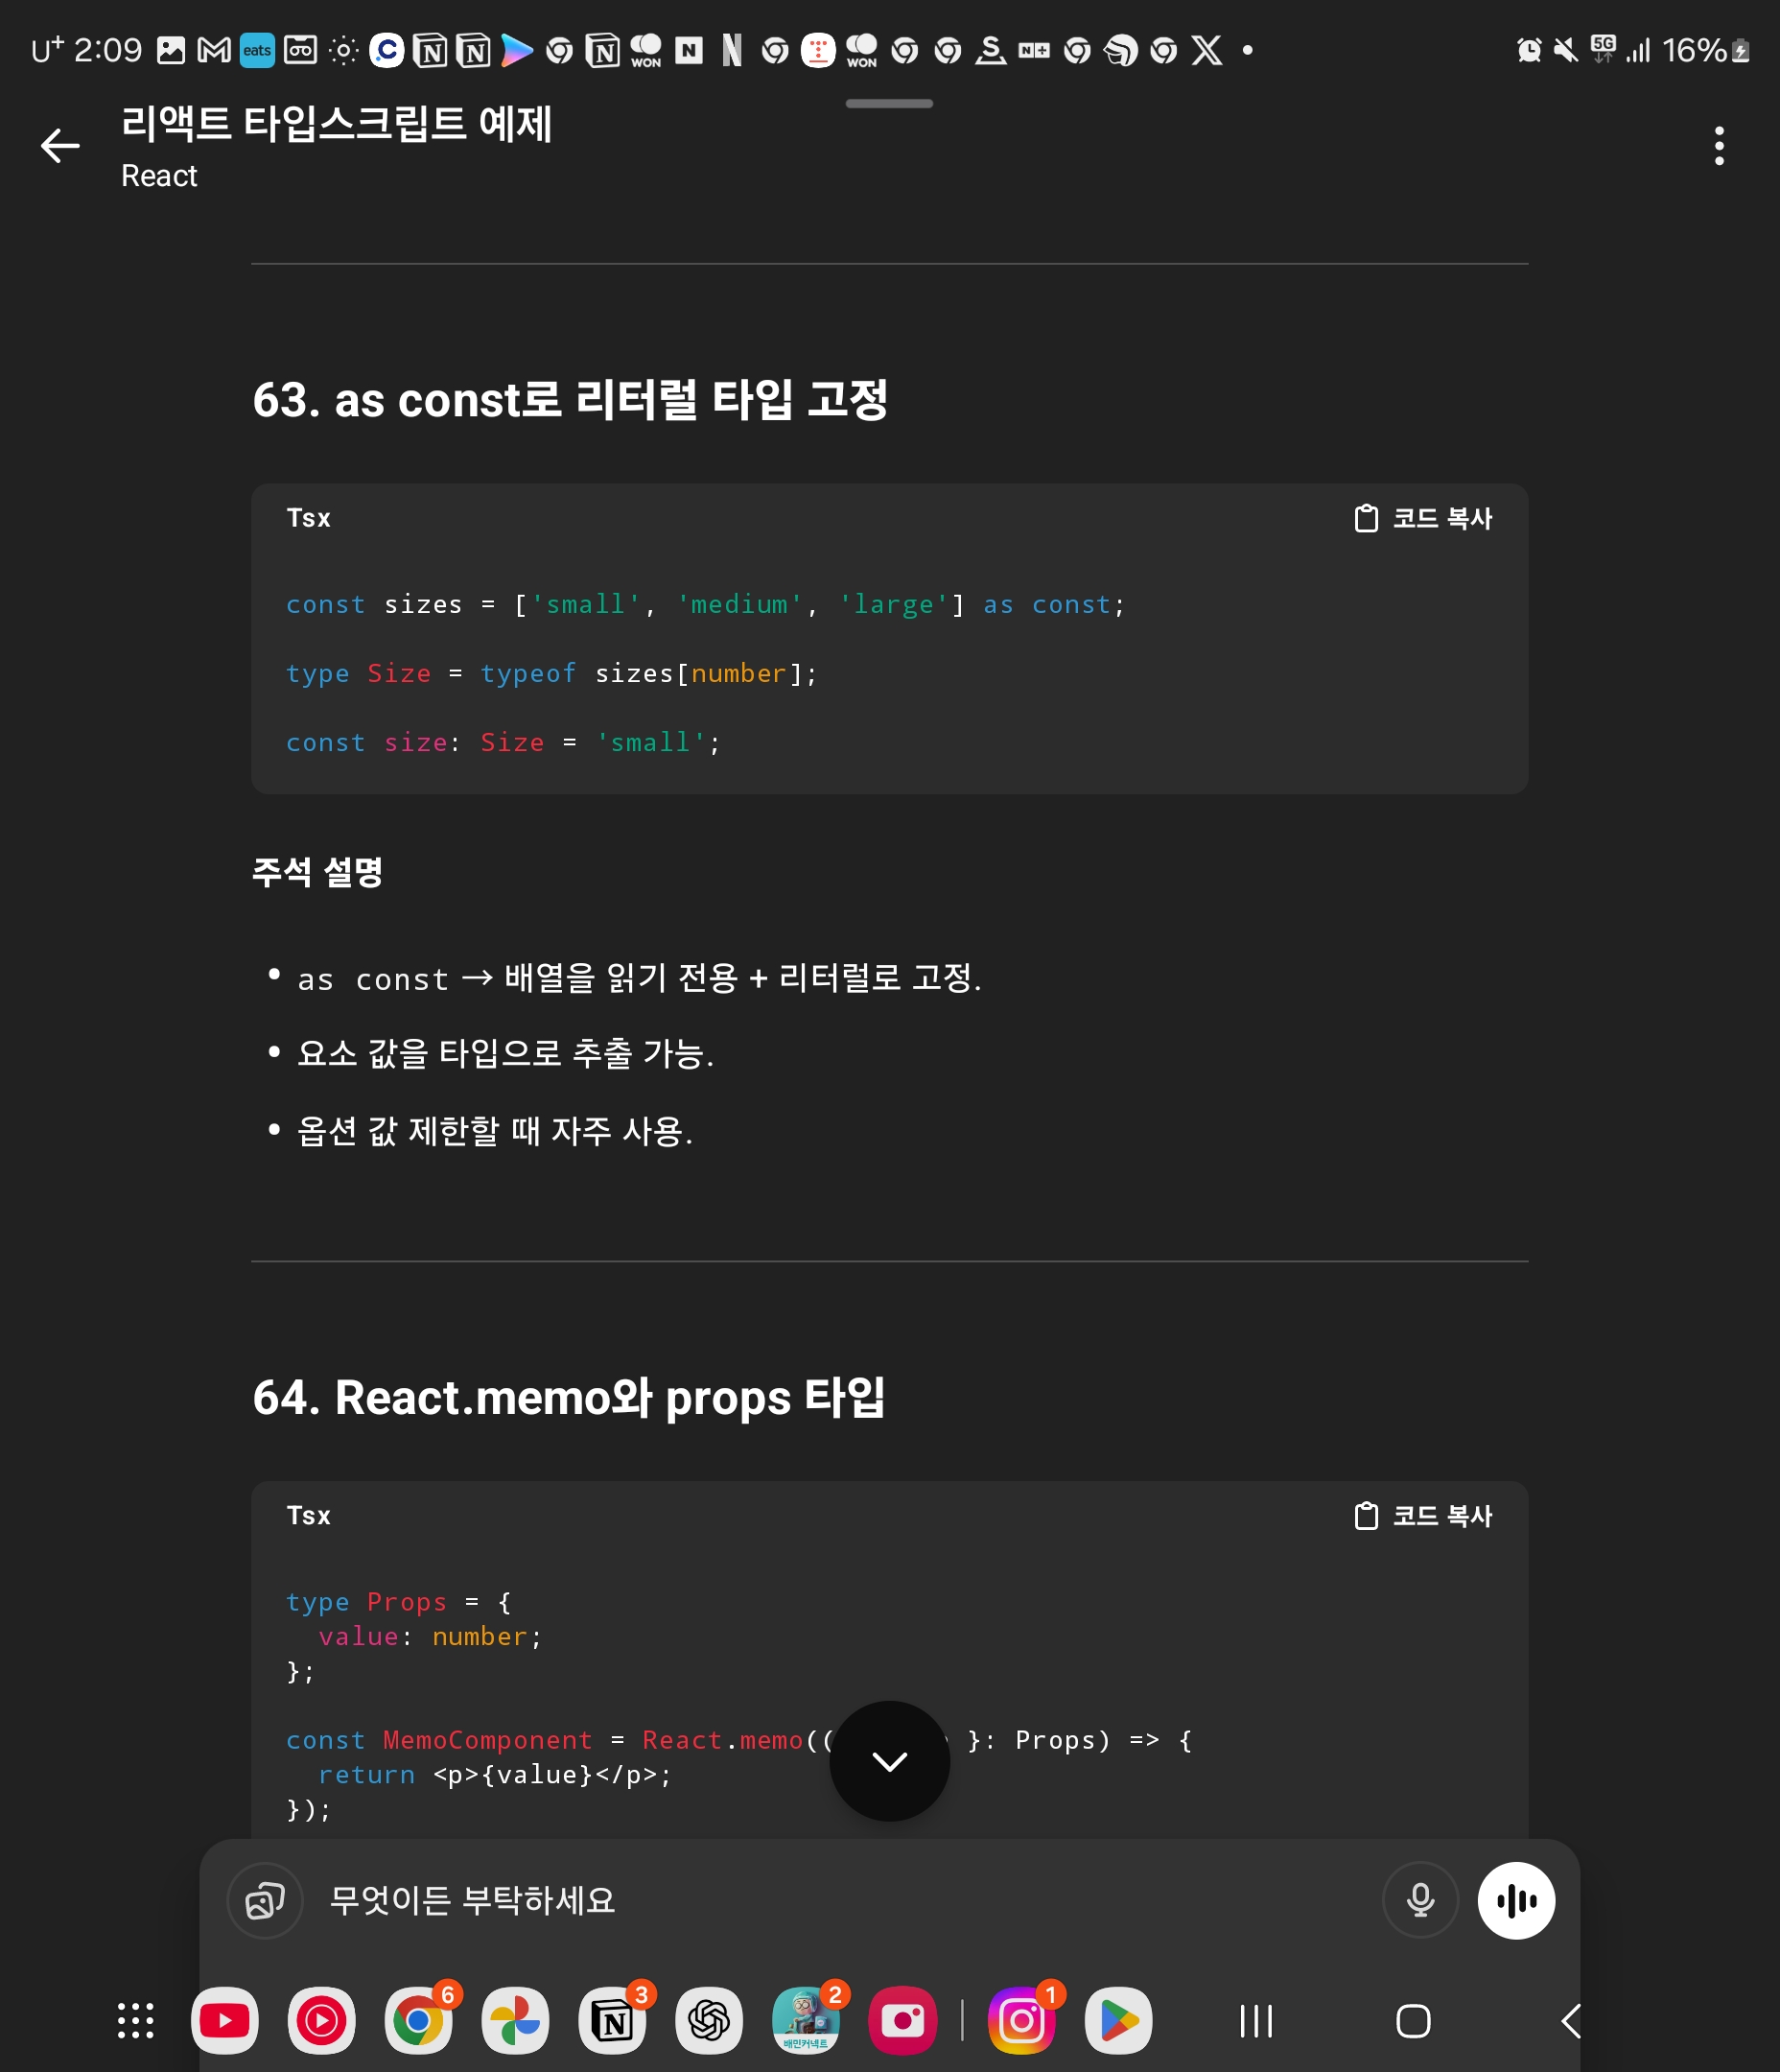 U+ 2:09 eats WON WON 5G 16%
리액트 타입스크립트 예제
React
63. as const로 리터럴 타입 고정
Tsx 코드 복사
const sizes = ['small', 'medium', 'large'] as const;
type Size = typeof sizes[number];
const size: Size = 'small';
주석 설명
• as const → 배열을 읽기 전용 + 리터럴로 고정.
• 요소 값을 타입으로 추출 가능.
• 옵션 값 제한할 때 자주 사용.
64. React.memo와 props 타입
Tsx 코드 복사
type Props = {
value: number;
};
const MemoComponent = React.memo(( }: Props) => {
return <p>{value}</p>;
});
무엇이든 부탁하세요
6 3 2 1
배민커넥트